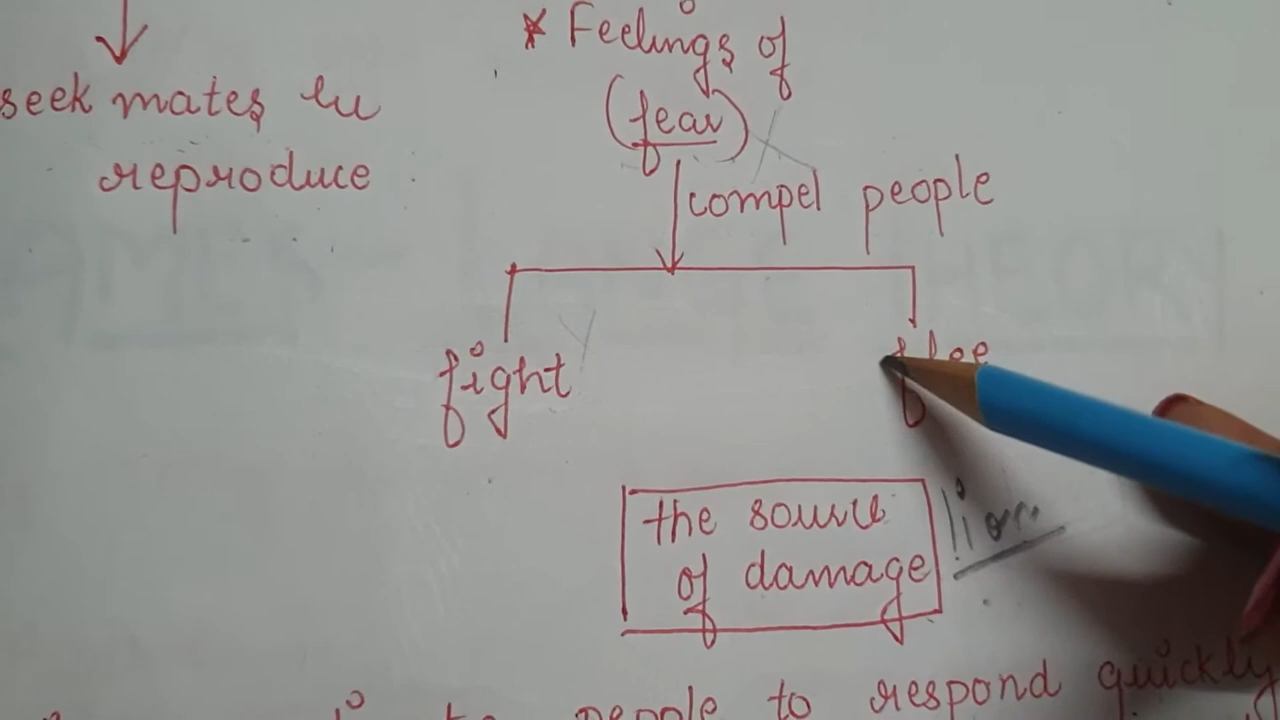 seek mates to
reproduce
* Feelings of
(fear)
compel people
fight
flee
the source
of damage
lion
people to respond quickly